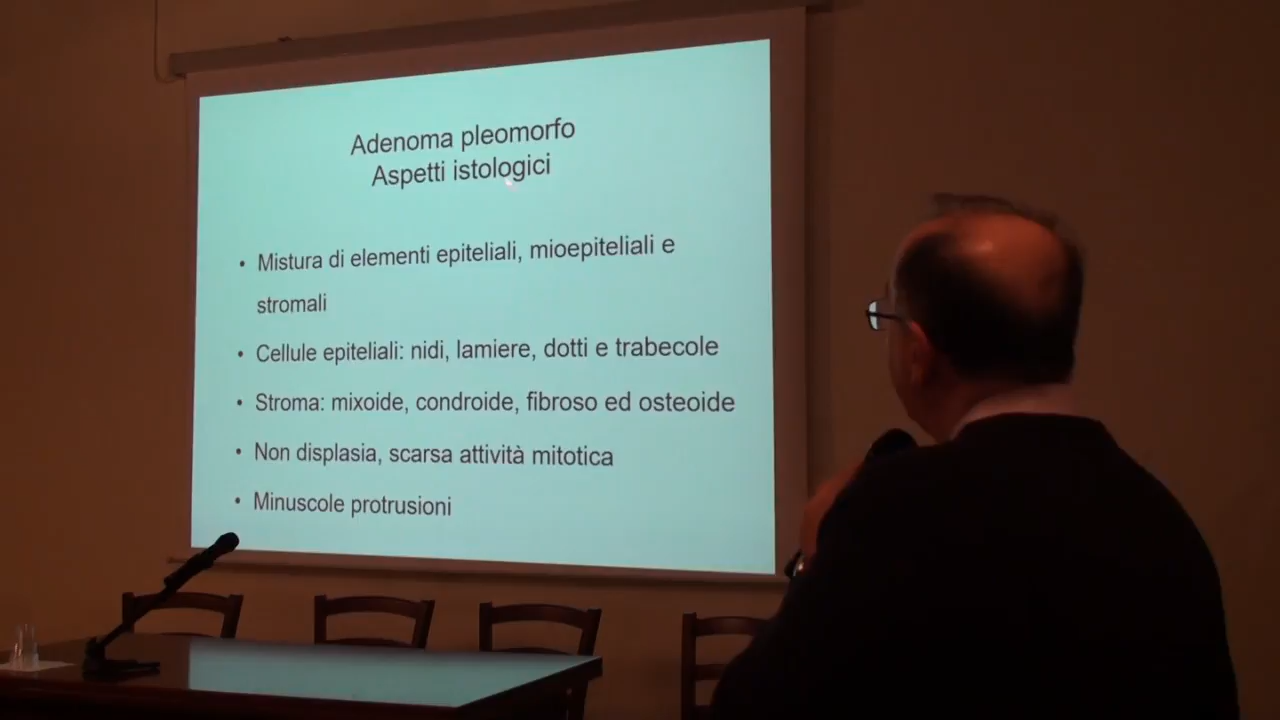 Adenoma pleomorfo
Aspetti istologici
• Mistura di elementi epiteliali, mioepiteliali e
stromali
• Cellule epiteliali: nidi, lamiere, dotti e trabecole
• Stroma: mixoide, condroide, fibroso ed osteoide
• Non displasia, scarsa attività mitotica
• Minuscole protrusioni